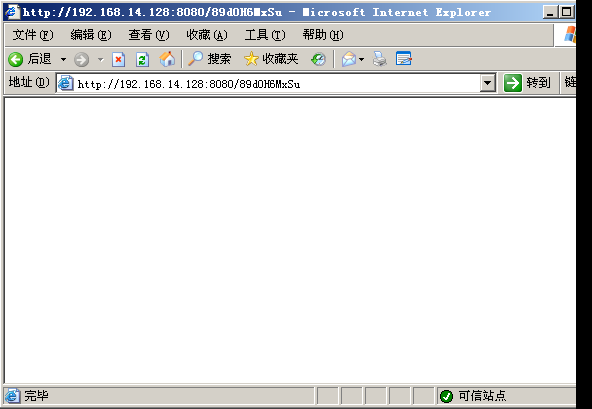 http://192.168.14.128:8080/89dOH6MxSu - Microsoft Internet Explorer
文件(F) 编辑(E) 查看(V) 收藏(A) 工具(T) 帮助(H)
后退 搜索 收藏夹
地址(D) http://192.168.14.128:8080/89dOH6MxSu 转到 链
完毕 可信站点